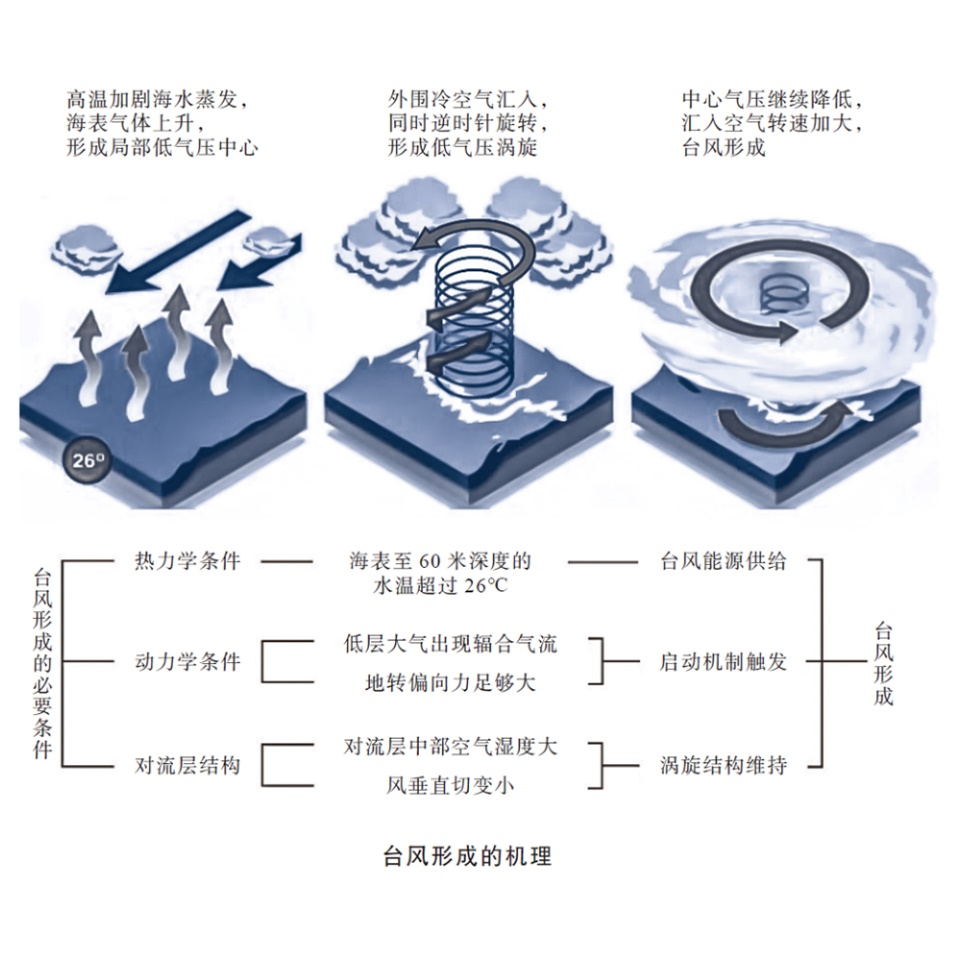 高温加剧海水蒸发，
海表气体上升，
形成局部低气压中心
外围冷空气汇入，
同时逆时针旋转，
形成低气压涡旋
中心气压继续降低，
汇入空气转速加大，
台风形成
26°
台风形成的必要条件
热力学条件
海表至 60 米深度的
水温超过 26℃
台风能源供给
动力学条件
低层大气出现辐合气流
地转偏向力足够大
启动机制触发
对流层结构
对流层中部空气湿度大
风垂直切变小
涡旋结构维持
台风形成
台风形成的机理